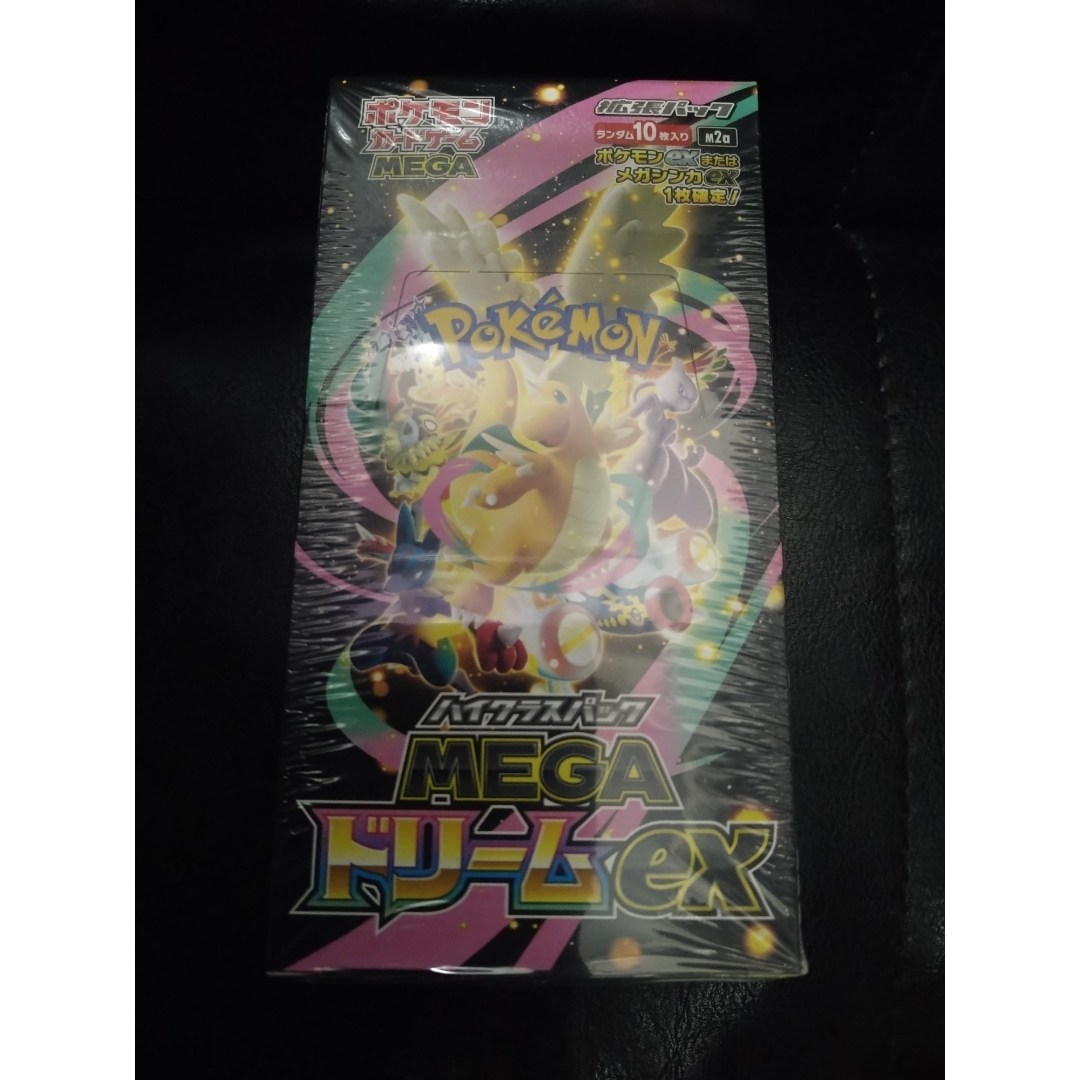 ポケモン
カードゲーム
MEGA
拡張パック
ランダム10枚入り M2a
ポケモンexまたは
メガシンカex
1枚確定!
POKéMON
ハイクラスパック
MEGA
ドリームex